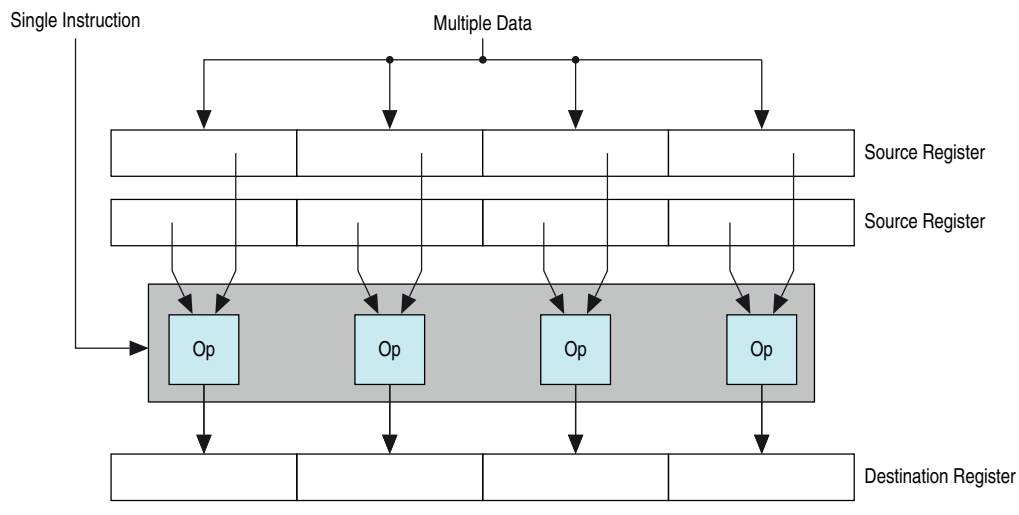 Single Instruction
Multiple Data
Source Register
Source Register
Op
Op
Op
Op
Destination Register